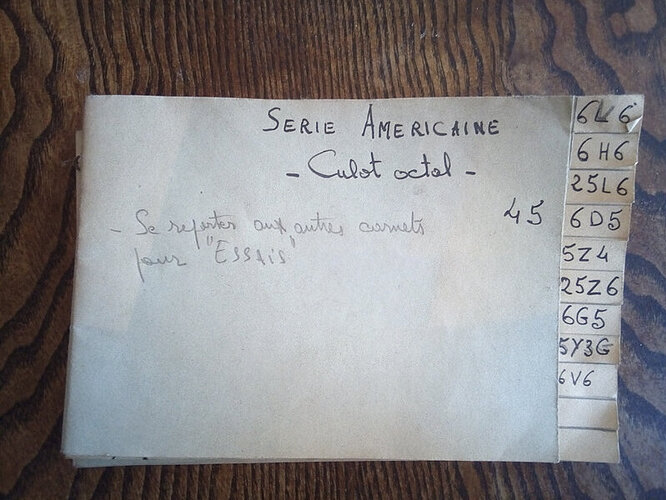 SERIE AMERICAINE
- Culot octal -
- Se reporter aux autres carnets
pour "ESSAIS"
45
6L6
6H6
25L6
6D5
5Z4
25Z6
6G5
5Y3G
6V6